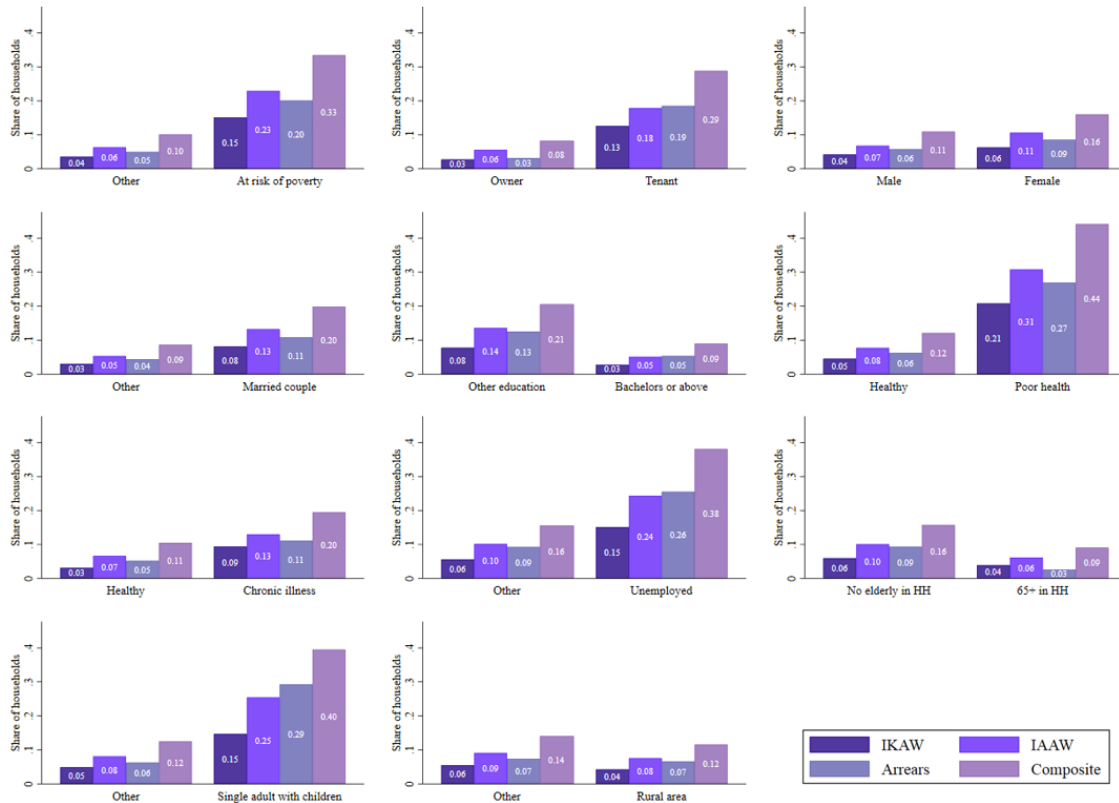 Share of households
0 .1 .2 .3 .4
0.04 0.06 0.05 0.10 0.15 0.23 0.20 0.33
Other At risk of poverty
Share of households
0 .1 .2 .3 .4
0.03 0.06 0.03 0.08 0.13 0.18 0.19 0.29
Owner Tenant
Share of households
0 .1 .2 .3 .4
0.04 0.07 0.06 0.11 0.06 0.11 0.09 0.16
Male Female
Share of households
0 .1 .2 .3 .4
0.03 0.05 0.04 0.09 0.08 0.13 0.11 0.20
Other Married couple
Share of households
0 .1 .2 .3 .4
0.08 0.14 0.13 0.21 0.03 0.05 0.05 0.09
Other education Bachelors or above
Share of households
0 .1 .2 .3 .4
0.05 0.08 0.06 0.12 0.21 0.31 0.27 0.44
Healthy Poor health
Share of households
0 .1 .2 .3 .4
0.03 0.07 0.05 0.11 0.09 0.13 0.11 0.20
Healthy Chronic illness
Share of households
0 .1 .2 .3 .4
0.06 0.10 0.09 0.16 0.15 0.24 0.26 0.38
Other Unemployed
Share of households
0 .1 .2 .3 .4
0.06 0.10 0.09 0.16 0.04 0.06 0.03 0.09
No elderly in HH 65+ in HH
Share of households
0 .1 .2 .3 .4
0.05 0.08 0.06 0.12 0.15 0.25 0.29 0.40
Other Single adult with children
Share of households
0 .1 .2 .3 .4
0.06 0.09 0.07 0.14 0.04 0.08 0.07 0.12
Other Rural area
IKAW IAAW
Arrears Composite